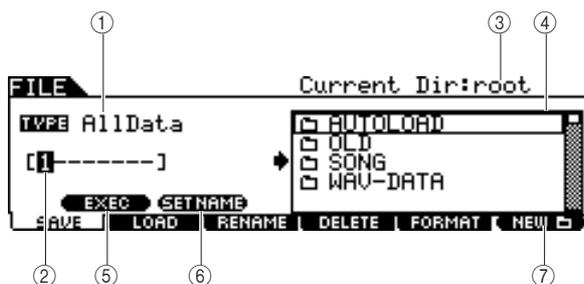 ① ③ ④
FILE Current Dir:root
TYPE AllData
[1-------]
AUTOLOAD
OLD
SONG
WAV-DATA
EXEC SET NAME
SAVE LOAD RENAME DELETE FORMAT NEW
② ⑤ ⑥ ⑦